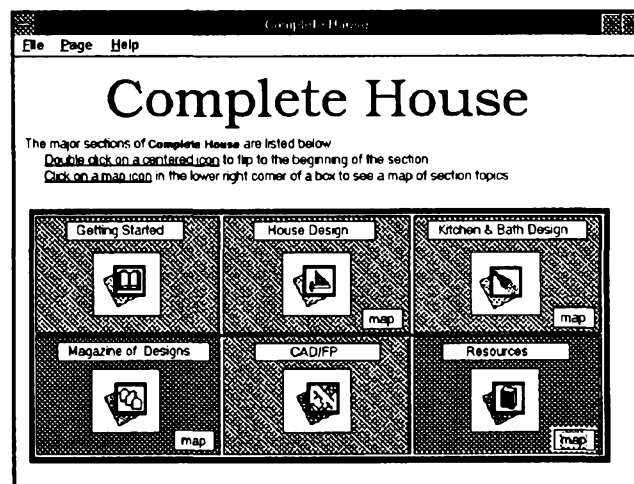 Complete House
File Page Help
Complete House
The major sections of Complete House are listed below.
Double click on a centered icon to flip to the beginning of the section
Click on a map icon in the lower right corner of a box to see a map of section topics
Getting Started House Design Kitchen & Bath Design
map map
Magazine of Designs CAD/FP Resources
map map